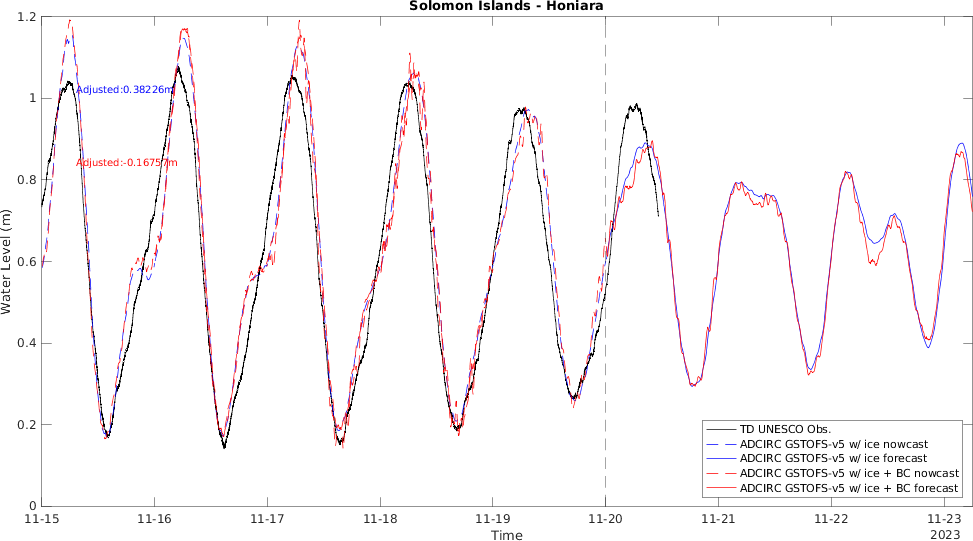 Solomon Islands - Honiara
1.2
1
0.8
0.6
0.4
0.2
0
Water Level (m)
Adjusted:0.38226m
Adjusted:-0.16757m
TD UNESCO Obs.
ADCIRC GSTOFS-v5 w/ ice nowcast
ADCIRC GSTOFS-v5 w/ ice forecast
ADCIRC GSTOFS-v5 w/ ice + BC nowcast
ADCIRC GSTOFS-v5 w/ ice + BC forecast
11-15 11-16 11-17 11-18 11-19 11-20 11-21 11-22 11-23
Time
2023